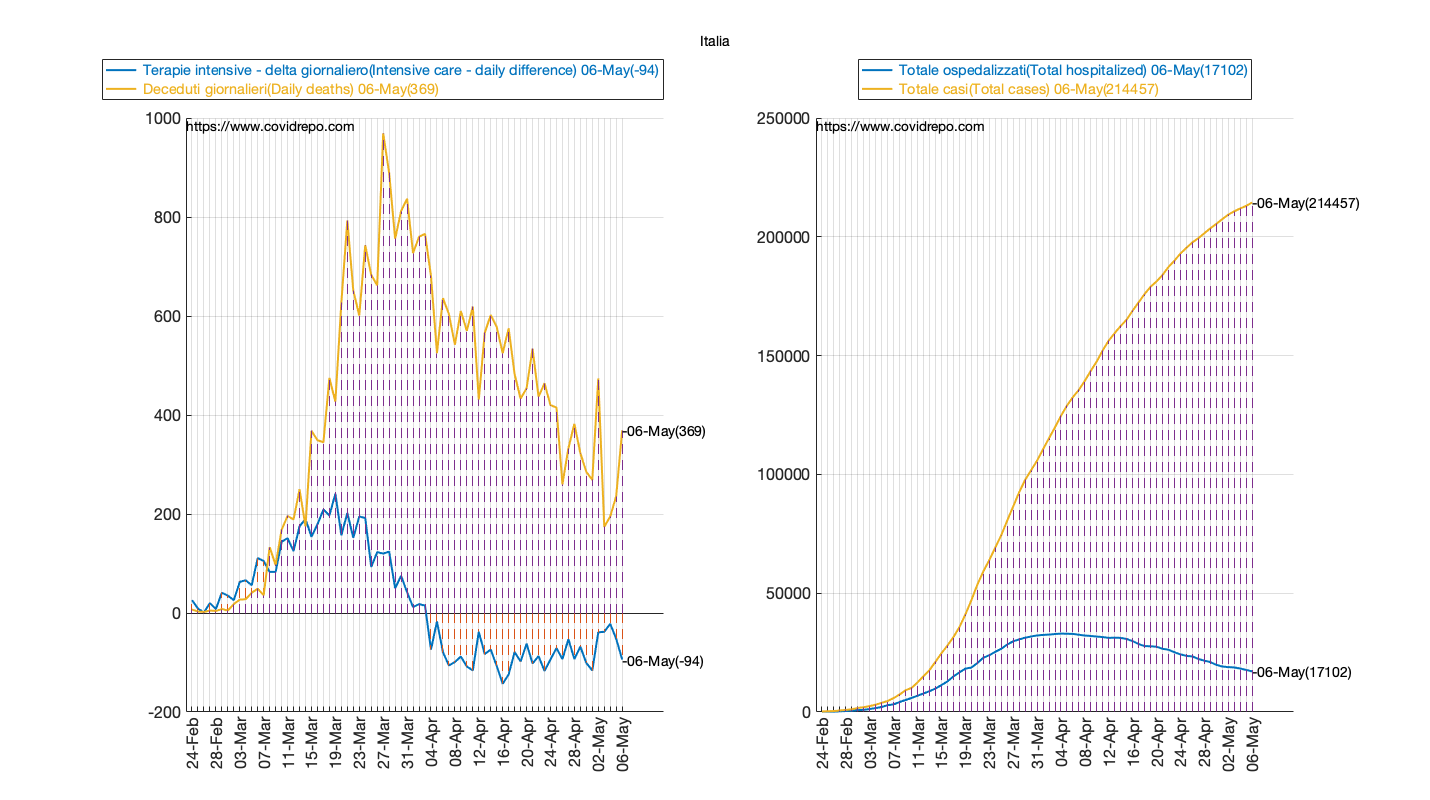 Italia
Terapie intensive - delta giornaliero(Intensive care - daily difference) 06-May(-94)
Deceduti giornalieri(Daily deaths) 06-May(369)
https://www.covidrepo.com
1000
800
600
400
200
0
-200
-06-May(369)
-06-May(-94)
24-Feb
28-Feb
03-Mar
07-Mar
11-Mar
15-Mar
19-Mar
23-Mar
27-Mar
31-Mar
04-Apr
08-Apr
12-Apr
16-Apr
20-Apr
24-Apr
28-Apr
02-May
06-May
Totale ospedalizzati(Total hospitalized) 06-May(17102)
Totale casi(Total cases) 06-May(214457)
https://www.covidrepo.com
250000
200000
150000
100000
50000
0
-06-May(214457)
-06-May(17102)
24-Feb
28-Feb
03-Mar
07-Mar
11-Mar
15-Mar
19-Mar
23-Mar
27-Mar
31-Mar
04-Apr
08-Apr
12-Apr
16-Apr
20-Apr
24-Apr
28-Apr
02-May
06-May